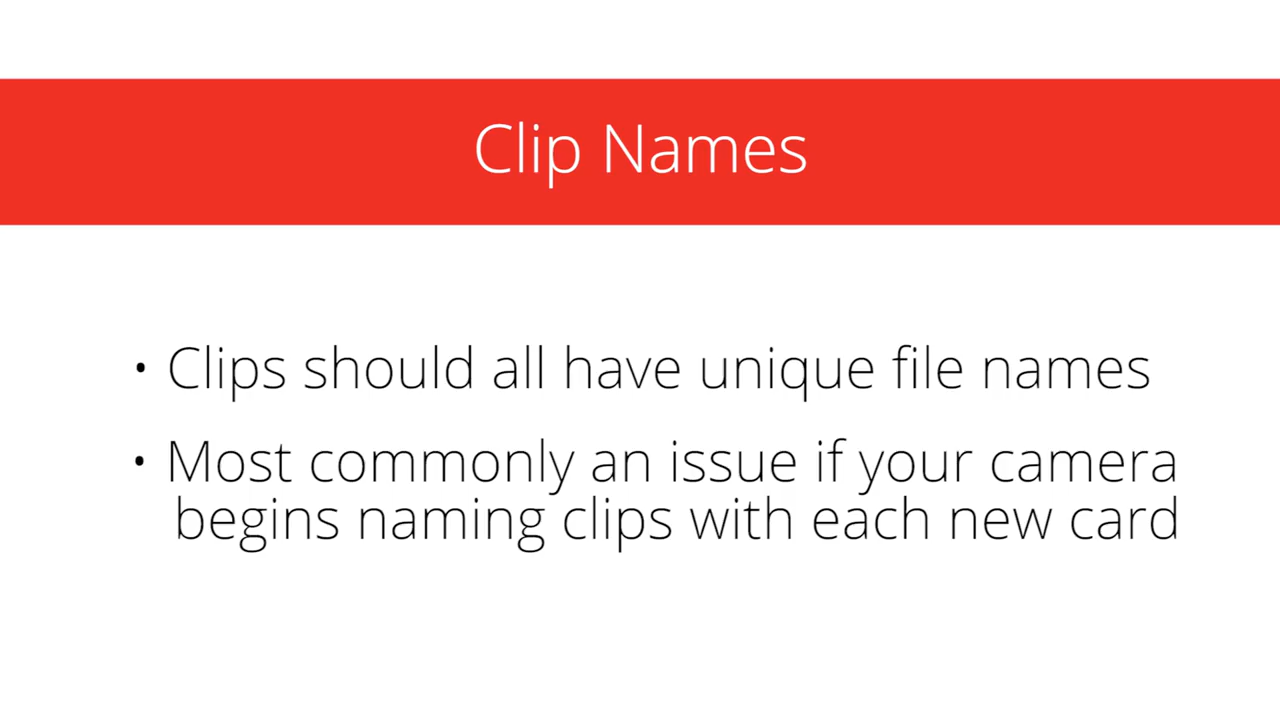 Clip Names
• Clips should all have unique file names
• Most commonly an issue if your camera
begins naming clips with each new card